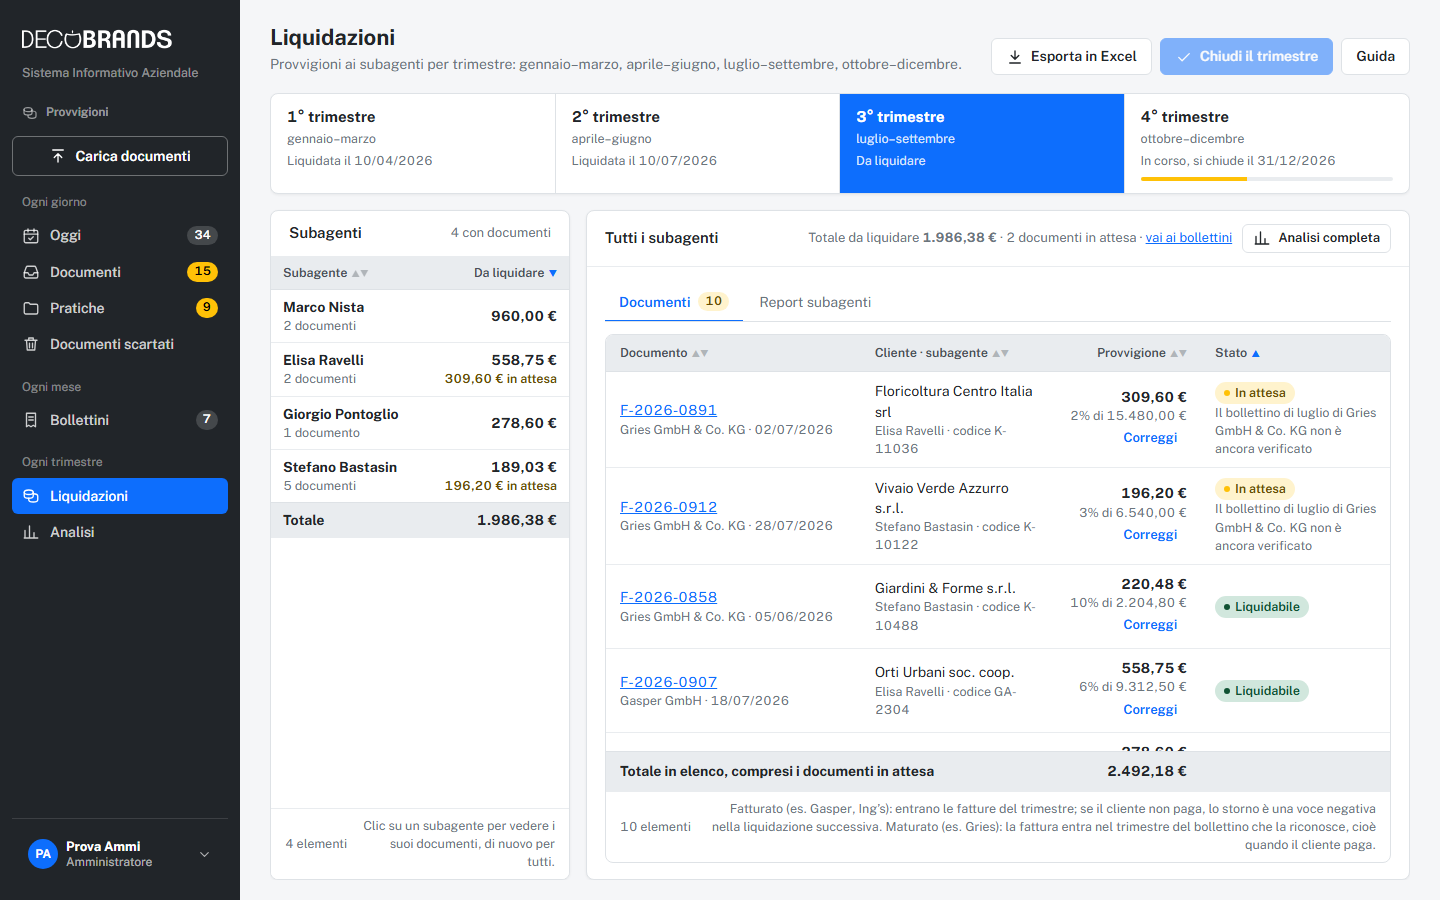 DECOBRANDS
Sistema Informativo Aziendale
Provvigioni
Carica documenti
Ogni giorno
Oggi 34
Documenti 15
Pratiche 9
Documenti scartati
Ogni mese
Bollettini 7
Ogni trimestre
Liquidazioni
Analisi
PA
Prova Ammi
Amministratore
Liquidazioni
Provvigioni ai subagenti per trimestre: gennaio–marzo, aprile–giugno, luglio–settembre, ottobre–dicembre.
Esporta in Excel
Chiudi il trimestre
Guida
1° trimestre
gennaio–marzo
Liquidata il 10/04/2026
2° trimestre
aprile–giugno
Liquidata il 10/07/2026
3° trimestre
luglio–settembre
Da liquidare
4° trimestre
ottobre–dicembre
In corso, si chiude il 31/12/2026
Subagenti 4 con documenti
Subagente ▲▼ Da liquidare ▼
Marco Nista 960,00 €
2 documenti
Elisa Ravelli 558,75 €
2 documenti 309,60 € in attesa
Giorgio Pontoglio 278,60 €
1 documento
Stefano Bastasin 189,03 €
5 documenti 196,20 € in attesa
Totale 1.986,38 €
4 elementi
Clic su un subagente per vedere i
suoi documenti, di nuovo per
tutti.
Tutti i subagenti
Totale da liquidare 1.986,38 € · 2 documenti in attesa · vai ai bollettini
Analisi completa
Documenti 10
Report subagenti
Documento ▲▼ Cliente · subagente ▲▼ Provvigione ▲▼ Stato ▲
F-2026-0891
Gries GmbH & Co. KG · 02/07/2026
Floricoltura Centro Italia
srl
Elisa Ravelli · codice K-
11036
309,60 €
2% di 15.480,00 €
Correggi
In attesa
Il bollettino di luglio di Gries
GmbH & Co. KG non è
ancora verificato
F-2026-0912
Gries GmbH & Co. KG · 28/07/2026
Vivaio Verde Azzurro
s.r.l.
Stefano Bastasin · codice K-
10122
196,20 €
3% di 6.540,00 €
Correggi
In attesa
Il bollettino di luglio di Gries
GmbH & Co. KG non è
ancora verificato
F-2026-0858
Gries GmbH & Co. KG · 05/06/2026
Giardini & Forme s.r.l.
Stefano Bastasin · codice K-
10488
220,48 €
10% di 2.204,80 €
Correggi
Liquidabile
F-2026-0907
Gasper GmbH · 18/07/2026
Orti Urbani soc. coop.
Elisa Ravelli · codice GA-
2304
558,75 €
6% di 9.312,50 €
Correggi
Liquidabile
278,60 €
Totale in elenco, compresi i documenti in attesa 2.492,18 €
10 elementi
Fatturato (es. Gasper, Ing's): entrano le fatture del trimestre; se il cliente non paga, lo storno è una voce negativa
nella liquidazione successiva. Maturato (es. Gries): la fattura entra nel trimestre del bollettino che la riconosce, cioè
quando il cliente paga.